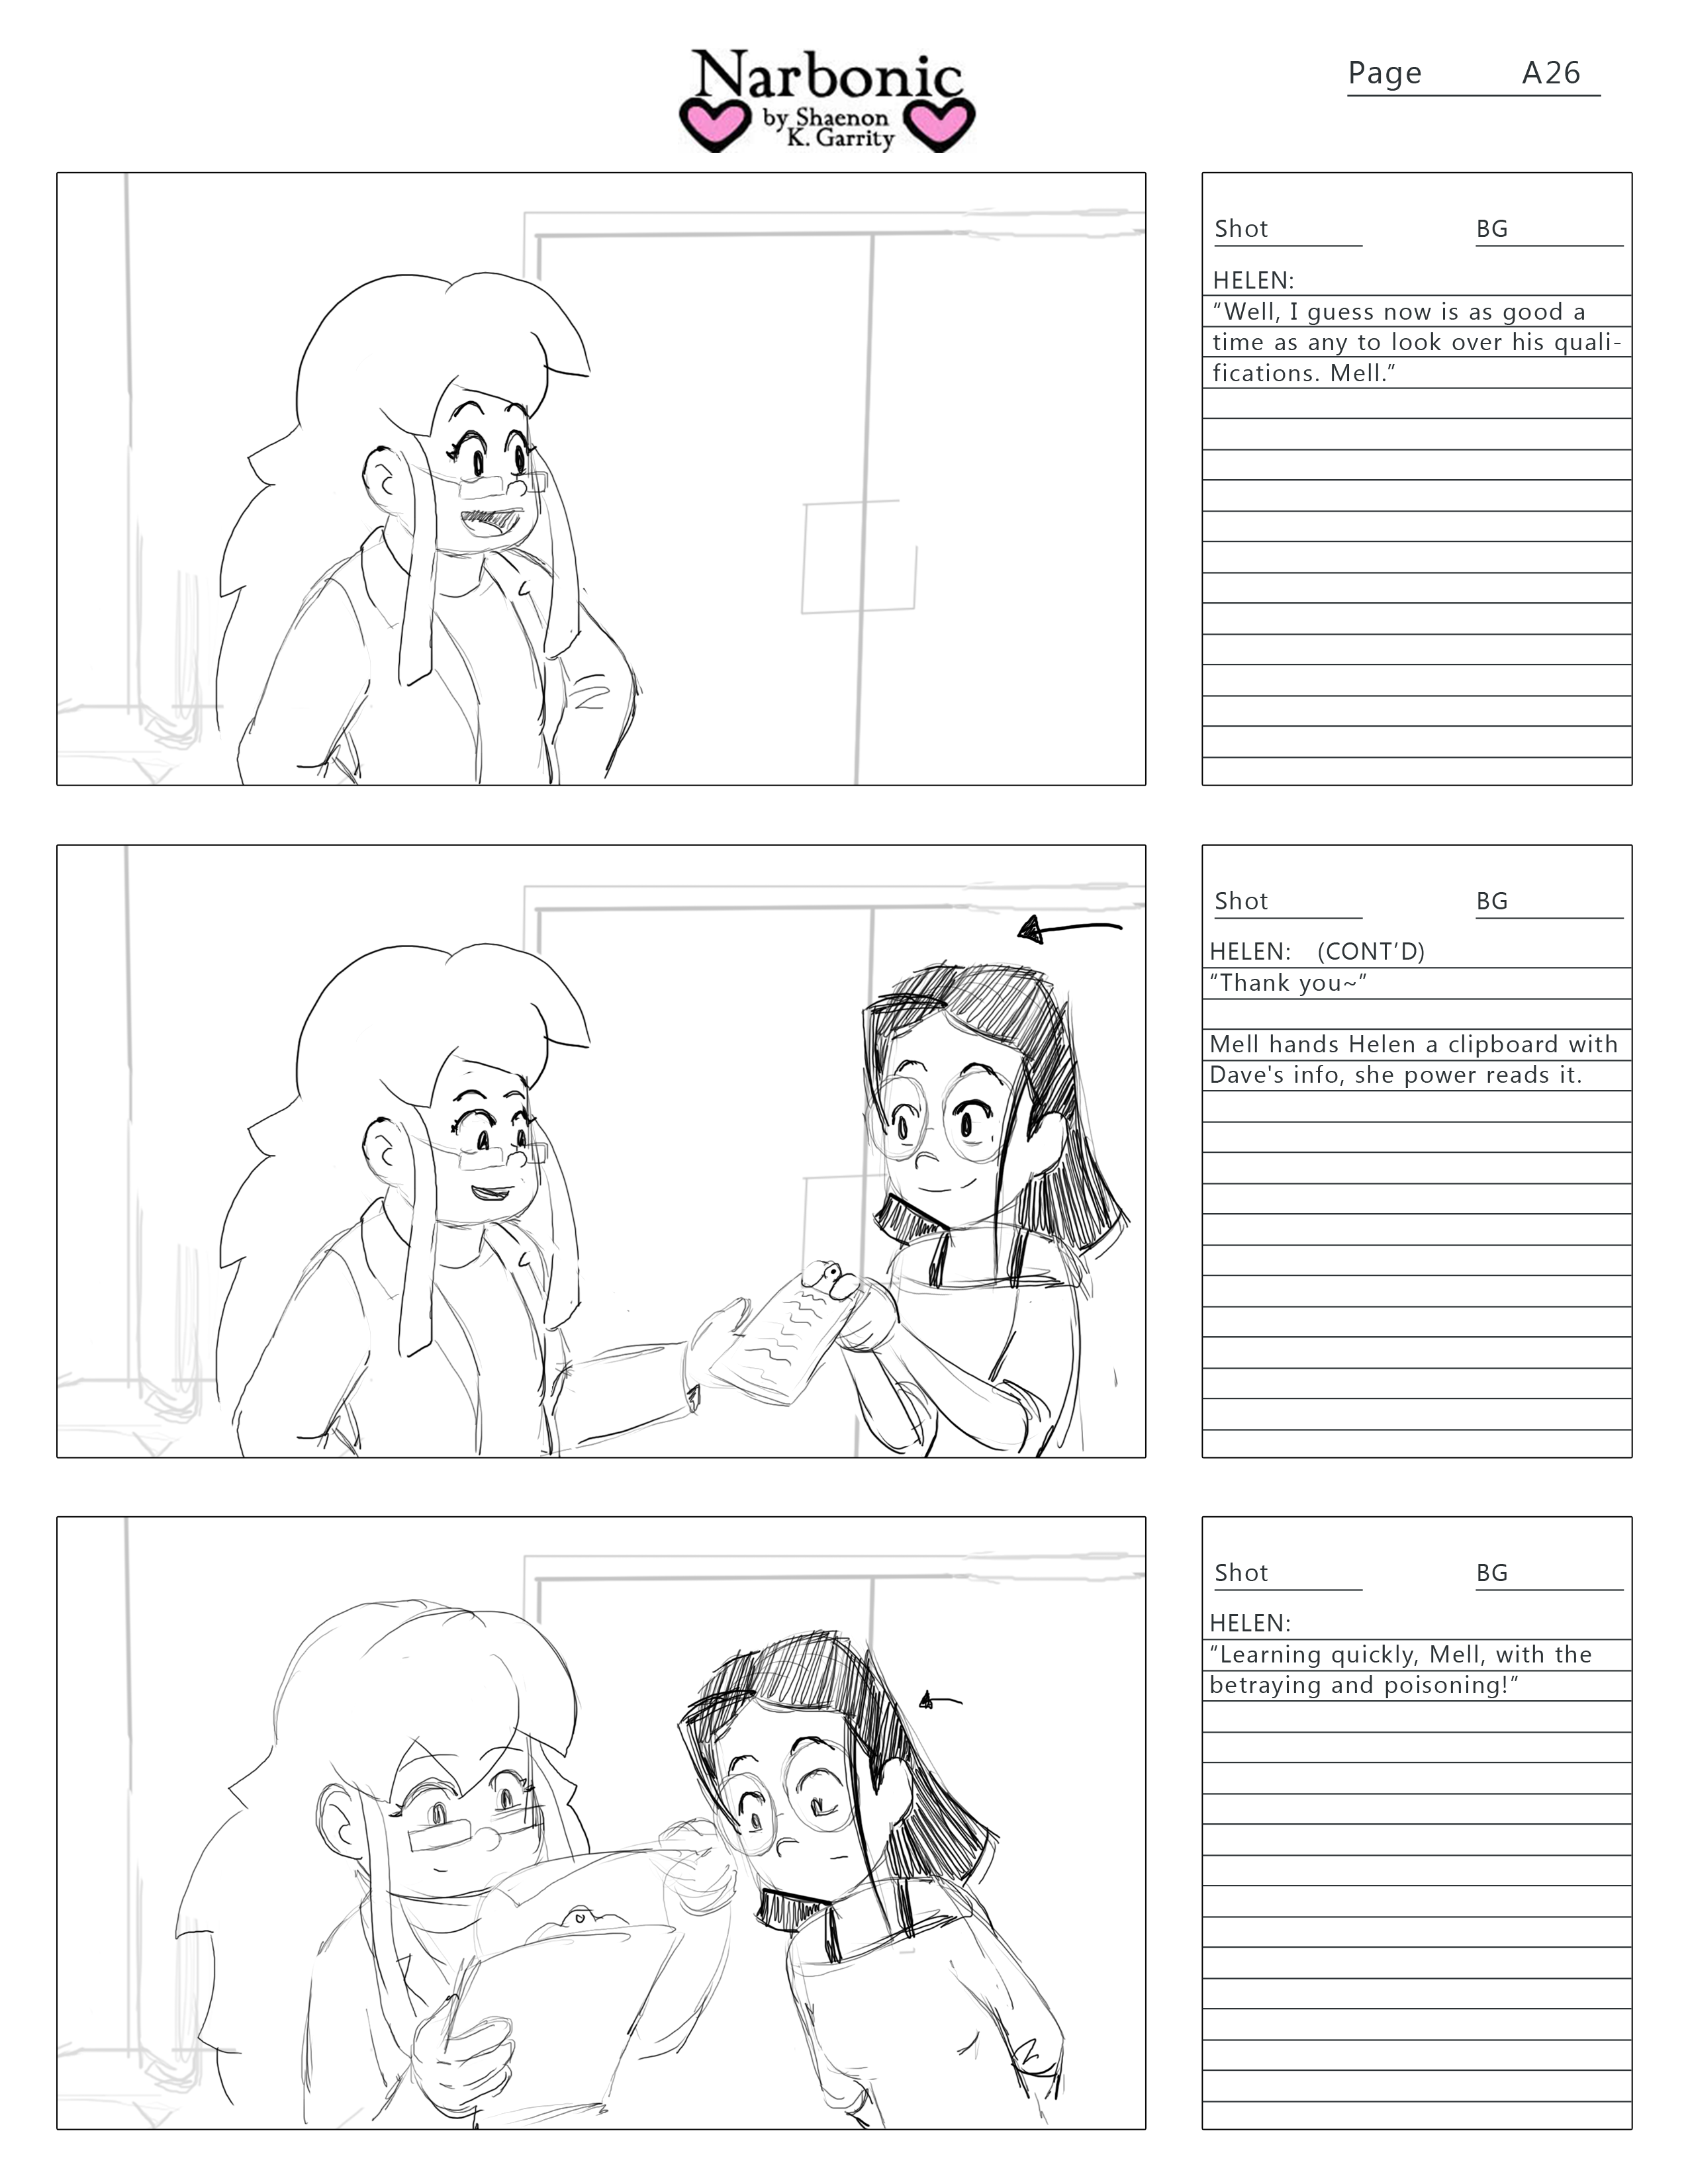 Narbonic
by Shaenon
K. Garrity
Page A26
Shot BG
HELEN:
“Well, I guess now is as good a
time as any to look over his quali-
fications. Mell.”
Shot BG
HELEN: (CONT’D)
“Thank you~”
Mell hands Helen a clipboard with
Dave's info, she power reads it.
Shot BG
HELEN:
“Learning quickly, Mell, with the
betraying and poisoning!”